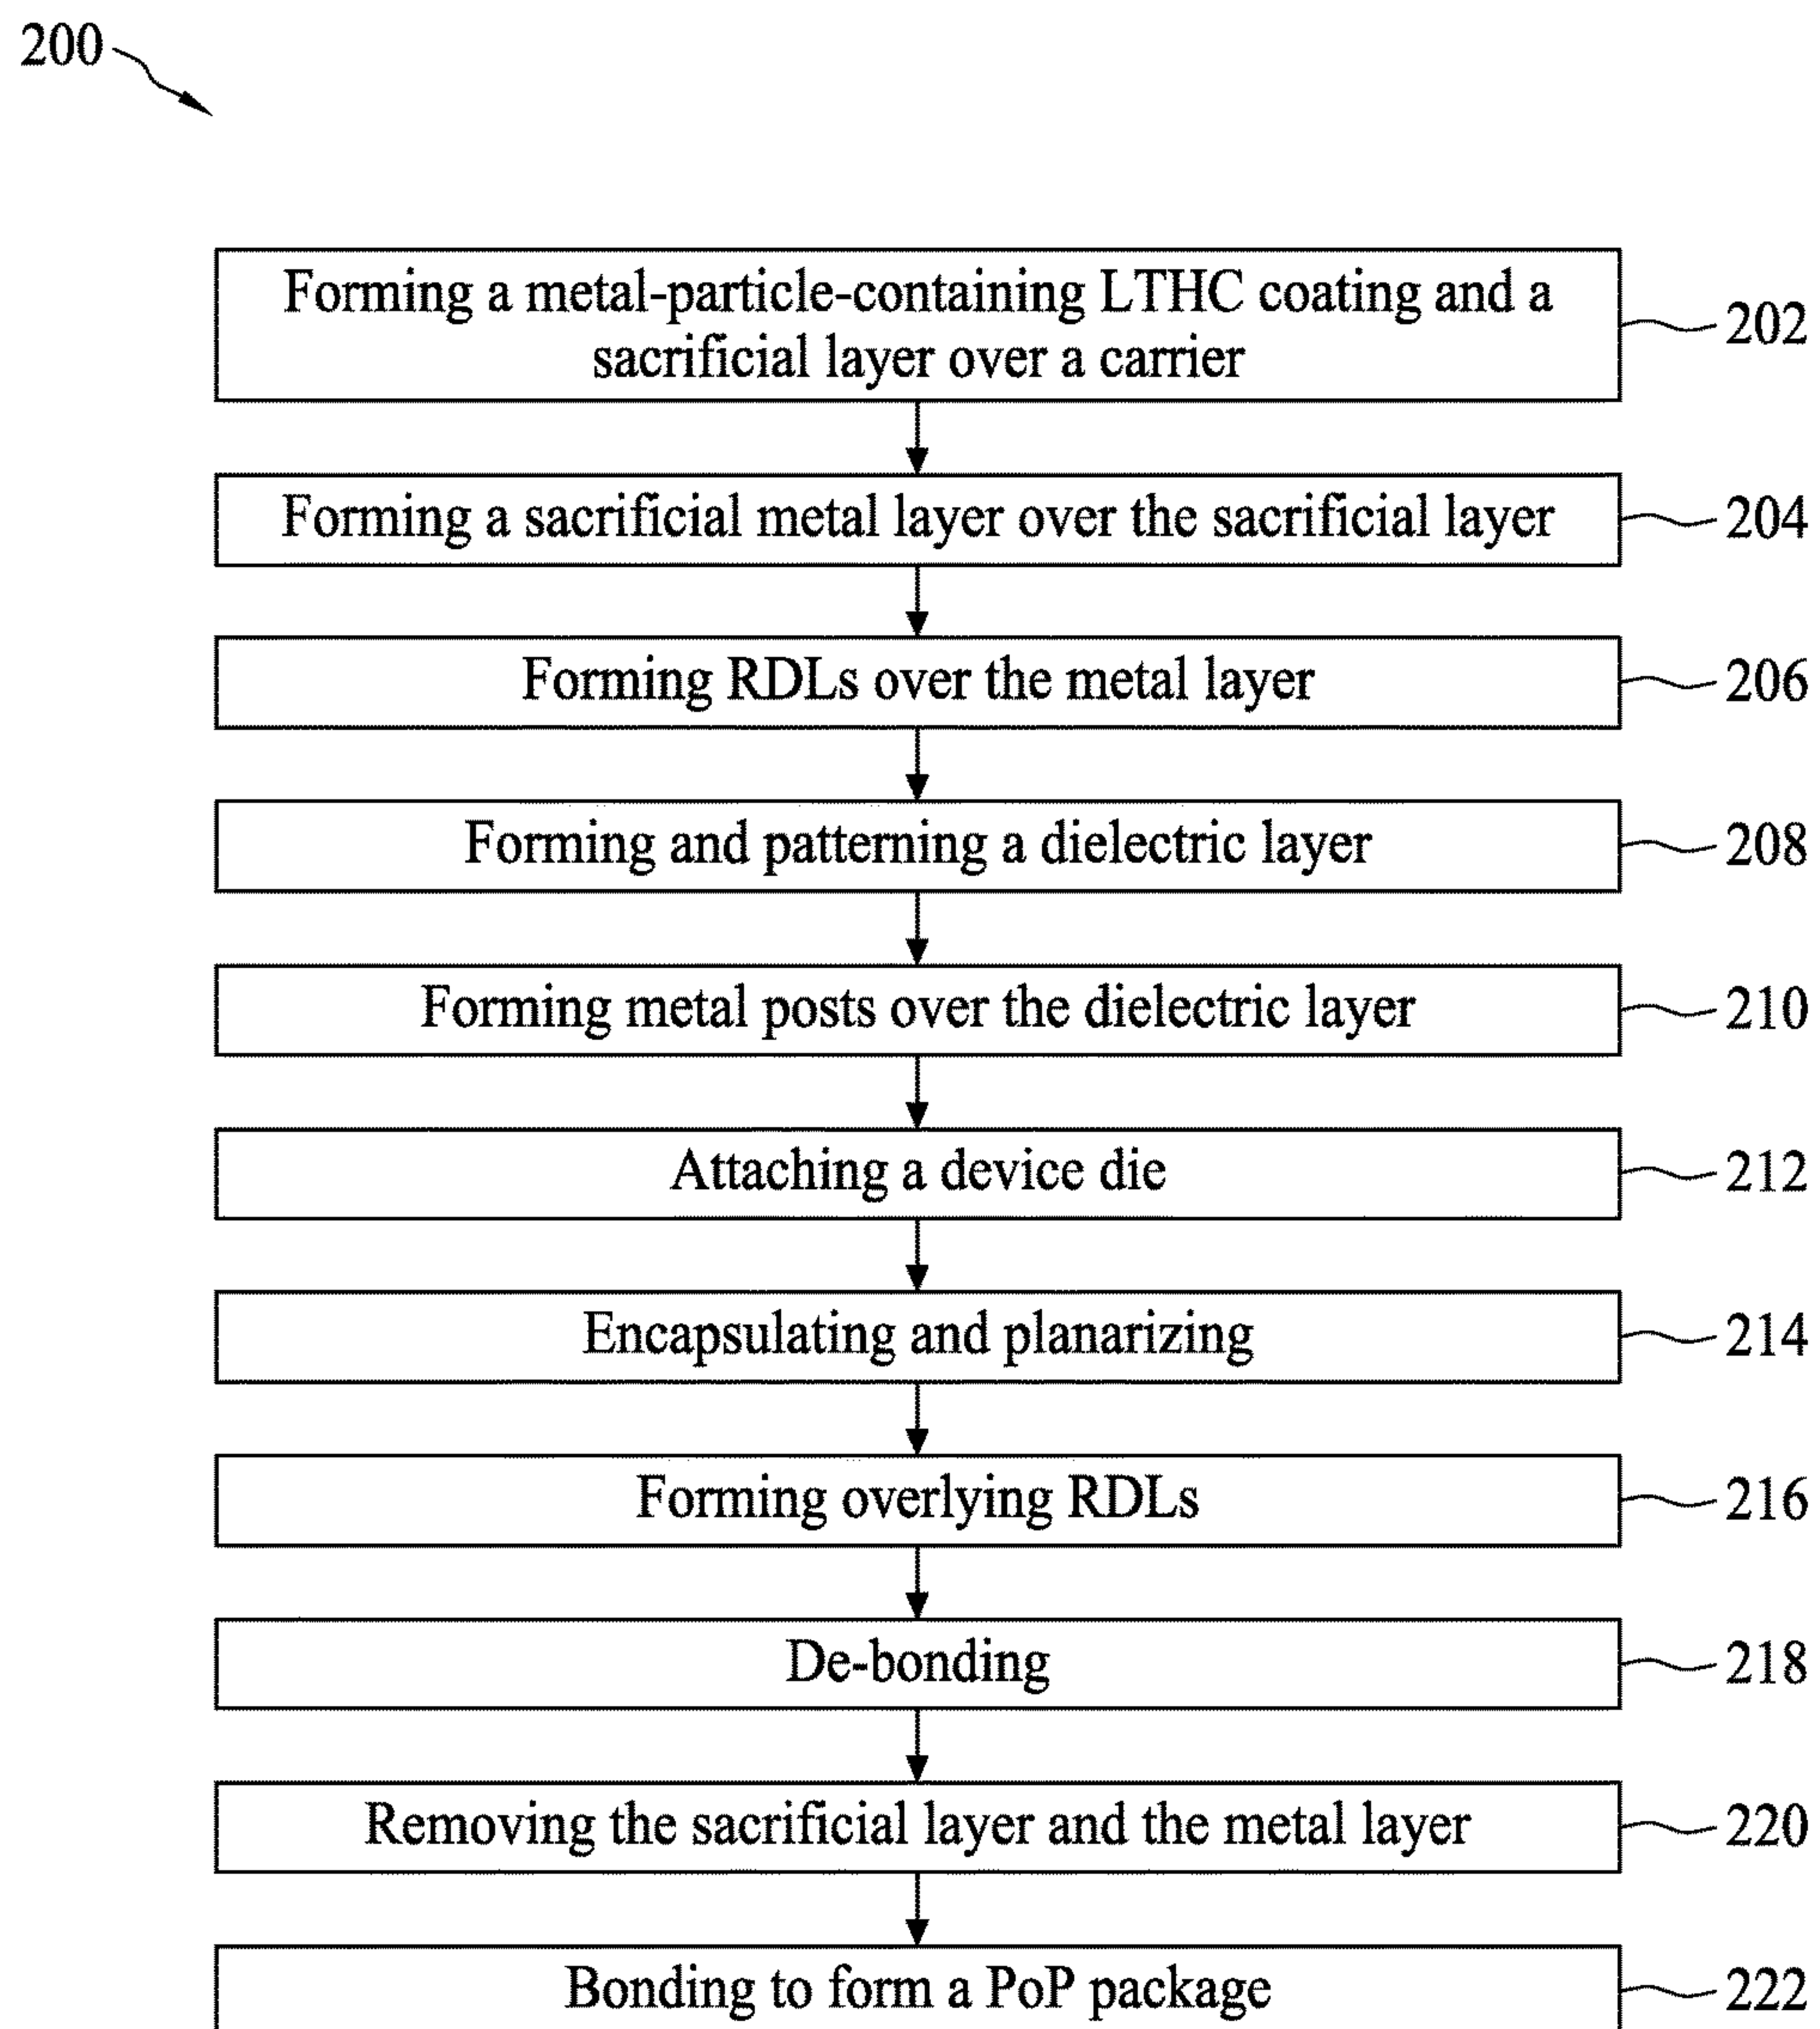 200
Forming a metal-particle-containing LTHC coating and a
sacrificial layer over a carrier
202
Forming a sacrificial metal layer over the sacrificial layer
204
Forming RDLs over the metal layer
206
Forming and patterning a dielectric layer
208
Forming metal posts over the dielectric layer
210
Attaching a device die
212
Encapsulating and planarizing
214
Forming overlying RDLs
216
De-bonding
218
Removing the sacrificial layer and the metal layer
220
Bonding to form a PoP package
222